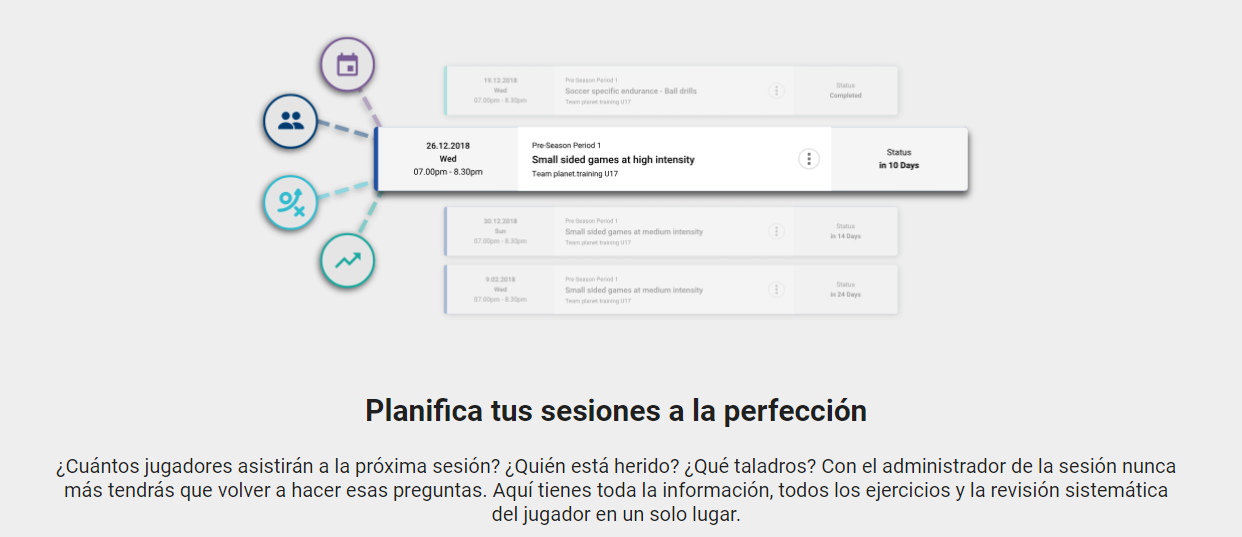 19.12.2018
Wed
07.00pm - 8.30pm
Pre-Season Period 1
Soccer specific endurance - Ball drills
Team planet.training U17
Status
Completed
26.12.2018
Wed
07.00pm - 8.30pm
Pre-Season Period 1
Small sided games at high intensity
Team planet.training U17
Status
in 10 Days
30.12.2018
Sun
07.00pm - 8.30pm
Pre-Season Period 1
Small sided games at medium intensity
Team planet.training U17
Status
in 14 Days
9.02.2018
Wed
07.00pm - 8.30pm
Pre-Season Period 1
Small sided games at medium intensity
Team planet.training U17
Status
in 24 Days
Planifica tus sesiones a la perfección
¿Cuántos jugadores asistirán a la próxima sesión? ¿Quién está herido? ¿Qué taladros? Con el administrador de la sesión nunca
más tendrás que volver a hacer esas preguntas. Aquí tienes toda la información, todos los ejercicios y la revisión sistemática
del jugador en un solo lugar.